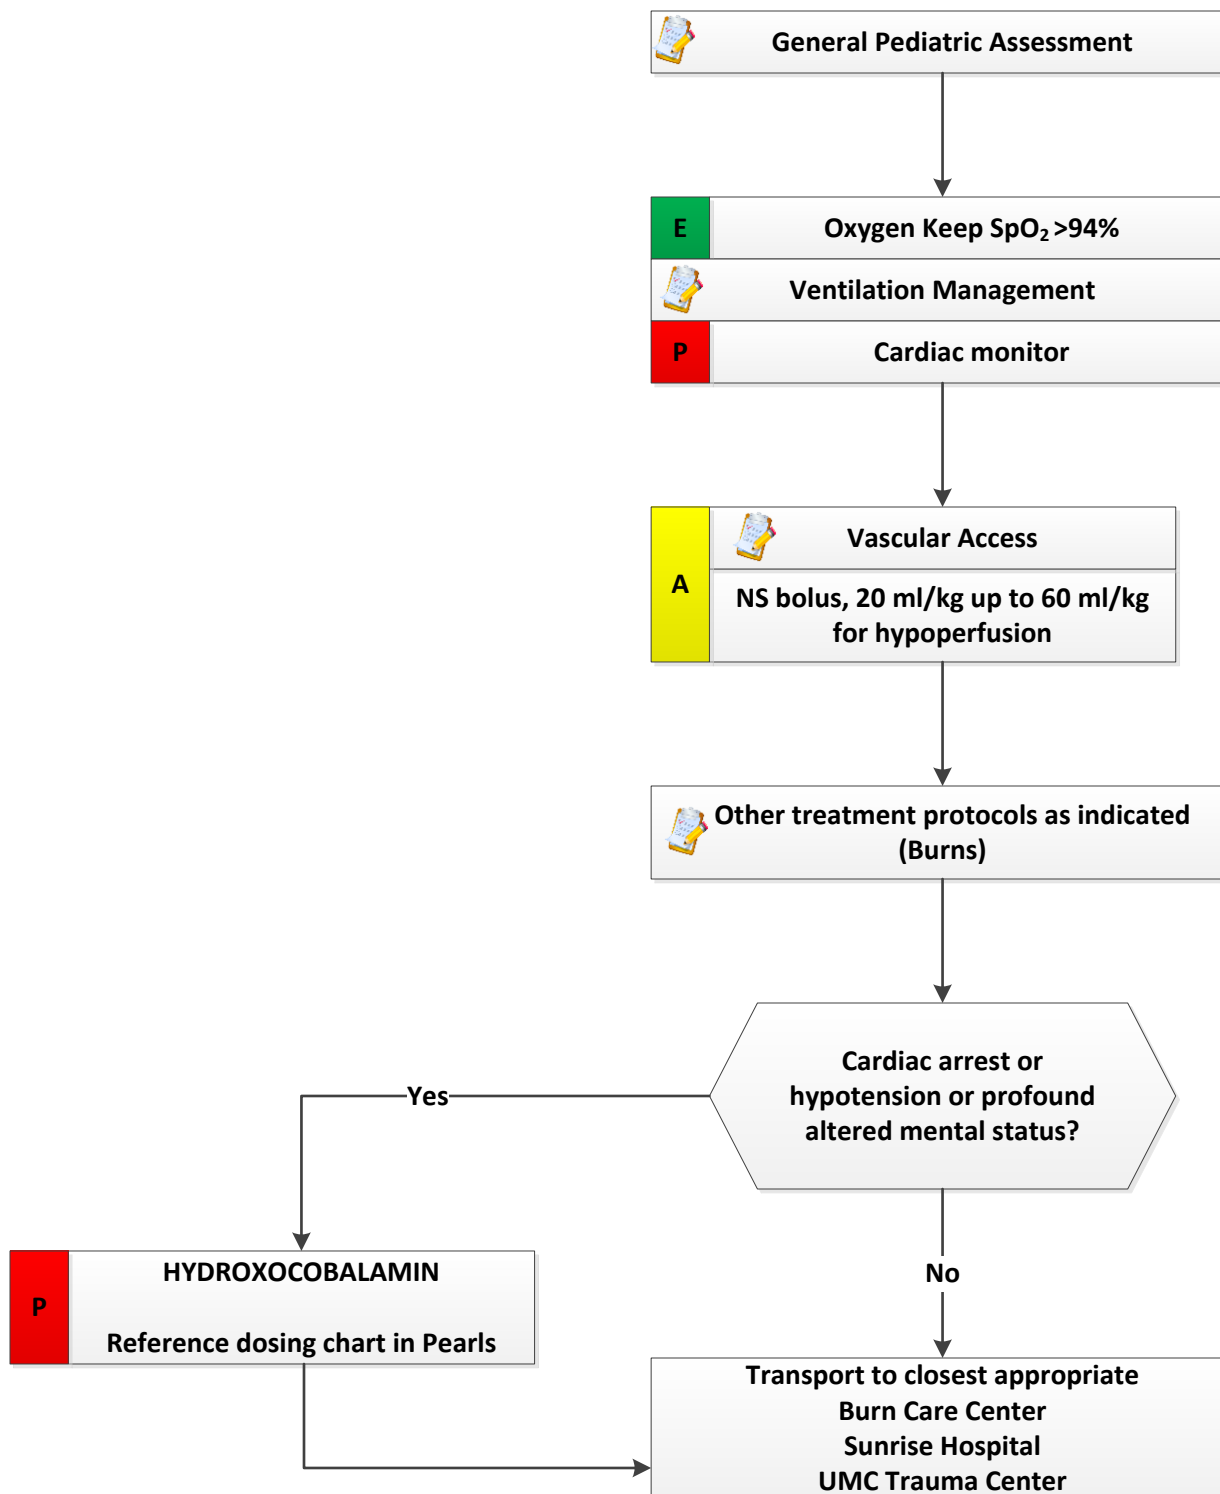 General Pediatric Assessment
E
Oxygen Keep SpO₂ >94%
Ventilation Management
P
Cardiac monitor
A
Vascular Access
NS bolus, 20 ml/kg up to 60 ml/kg
for hypoperfusion
Other treatment protocols as indicated
(Burns)
Cardiac arrest or
hypotension or profound
altered mental status?
Yes
No
P
HYDROXOCOBALAMIN
Reference dosing chart in Pearls
Transport to closest appropriate
Burn Care Center
Sunrise Hospital
UMC Trauma Center